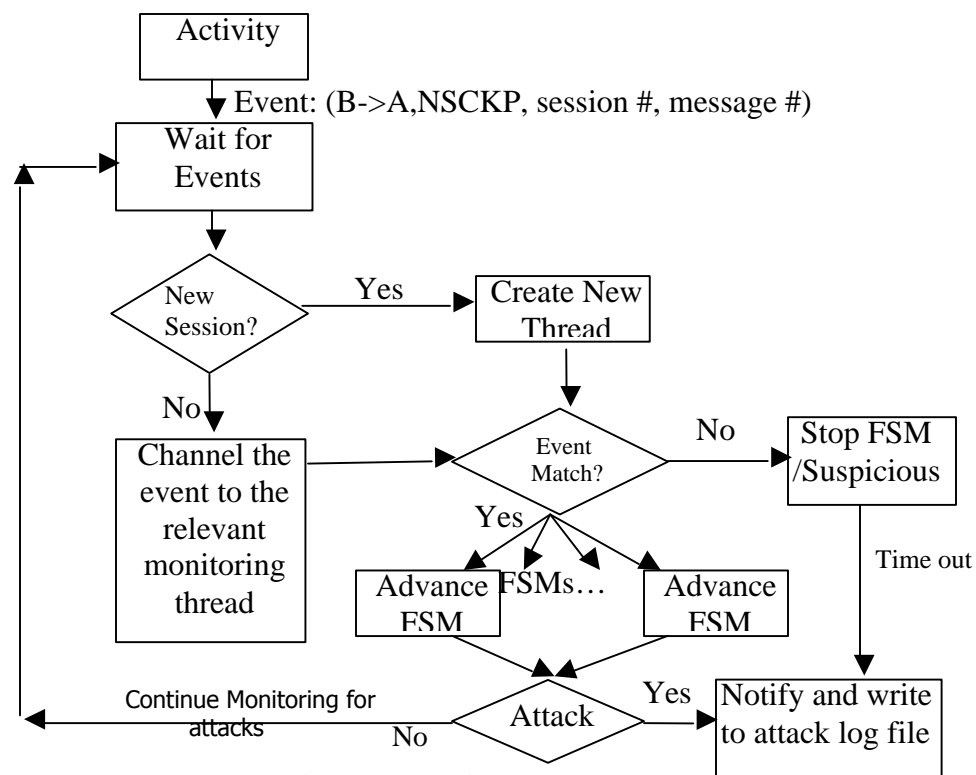 Activity
Event: (B->A,NSCKP, session #, message #)
Wait for
Events
New
Session?
Yes
Create New
Thread
No
Channel the
event to the
relevant
monitoring
thread
Event
Match?
No
Stop FSM
/Suspicious
Yes
Time out
Advance
FSM
FSMs…
Advance
FSM
Continue Monitoring for
attacks
No
Attack
Yes
Notify and write
to attack log file